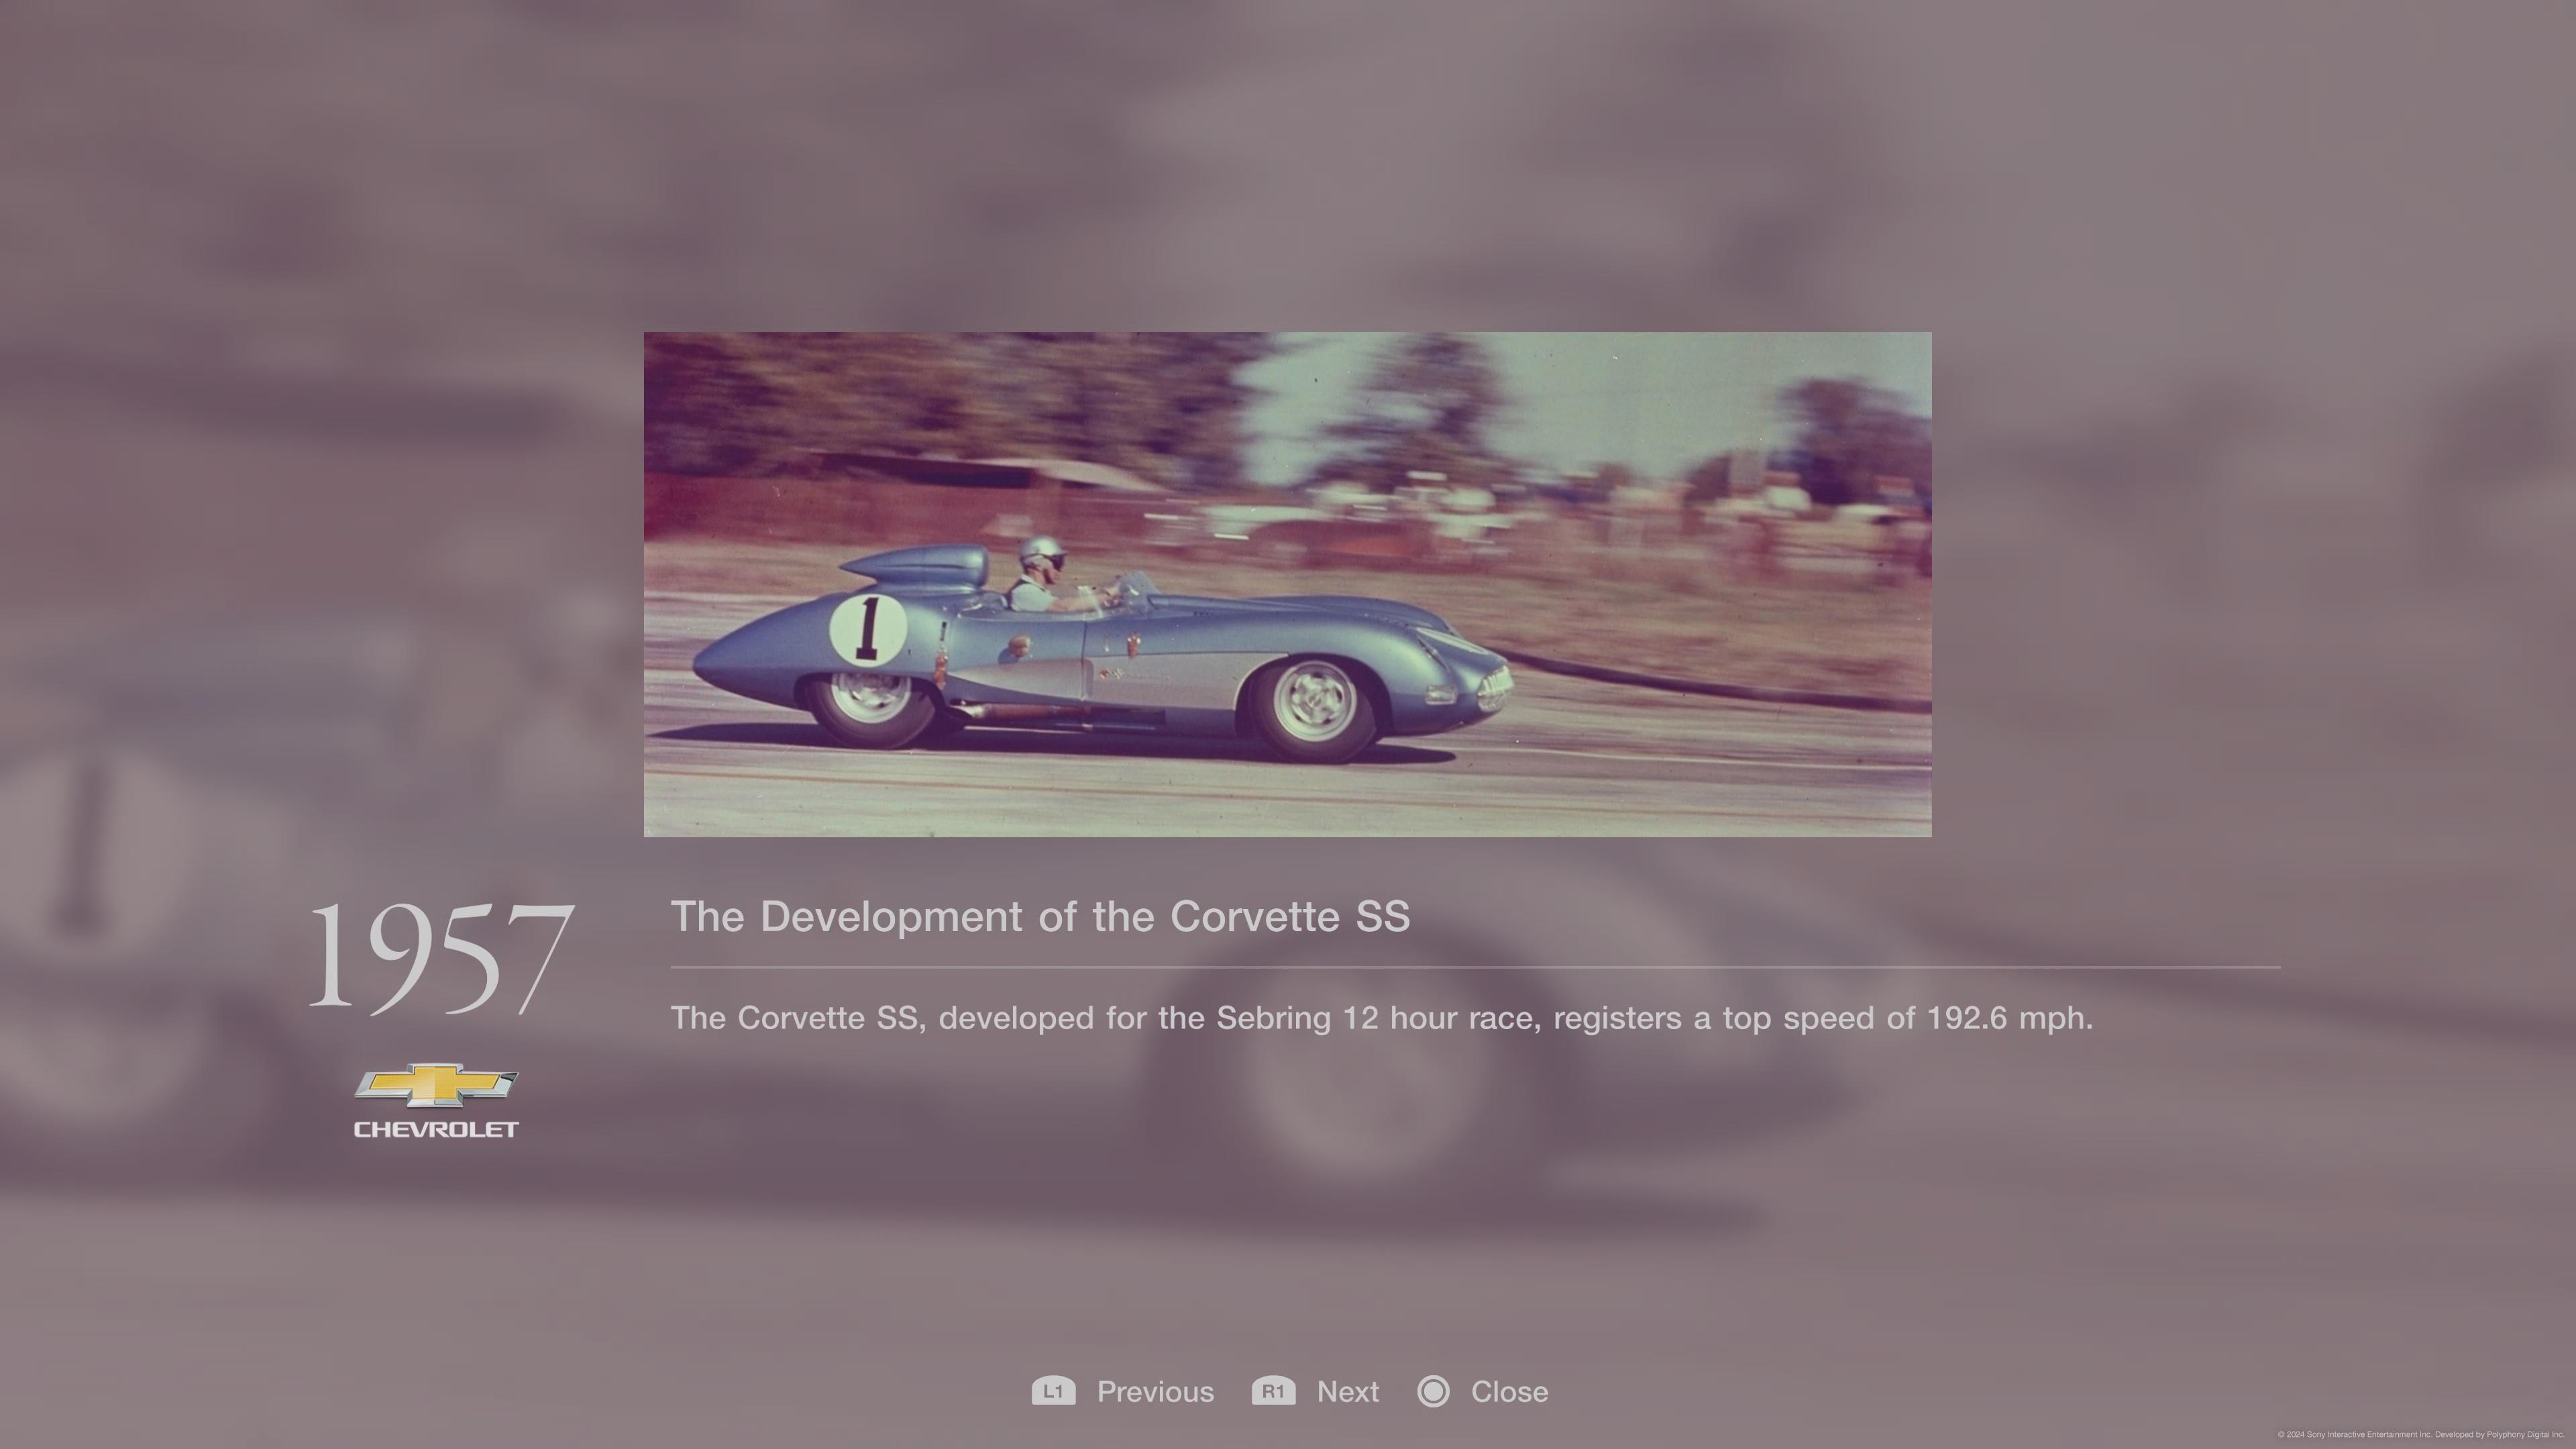 1
1957
The Development of the Corvette SS
The Corvette SS, developed for the Sebring 12 hour race, registers a top speed of 192.6 mph.
CHEVROLET
L1 Previous R1 Next Close
© 2024 Sony Interactive Entertainment Inc. Developed by Polyphony Digital Inc.